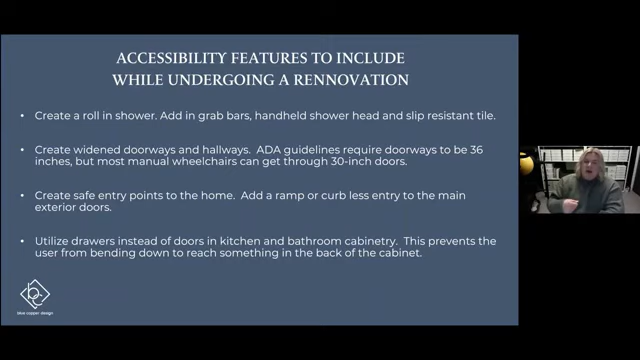 ACCESSIBILITY FEATURES TO INCLUDE
WHILE UNDERGOING A RENNOVATION
• Create a roll in shower. Add in grab bars, handheld shower head and slip resistant tile.
• Create widened doorways and hallways. ADA guidelines require doorways to be 36
inches, but most manual wheelchairs can get through 30-inch doors.
• Create safe entry points to the home. Add a ramp or curb less entry to the main
exterior doors.
• Utilize drawers instead of doors in kitchen and bathroom cabinetry. This prevents the
user from bending down to reach something in the back of the cabinet.
bc
blue copper design